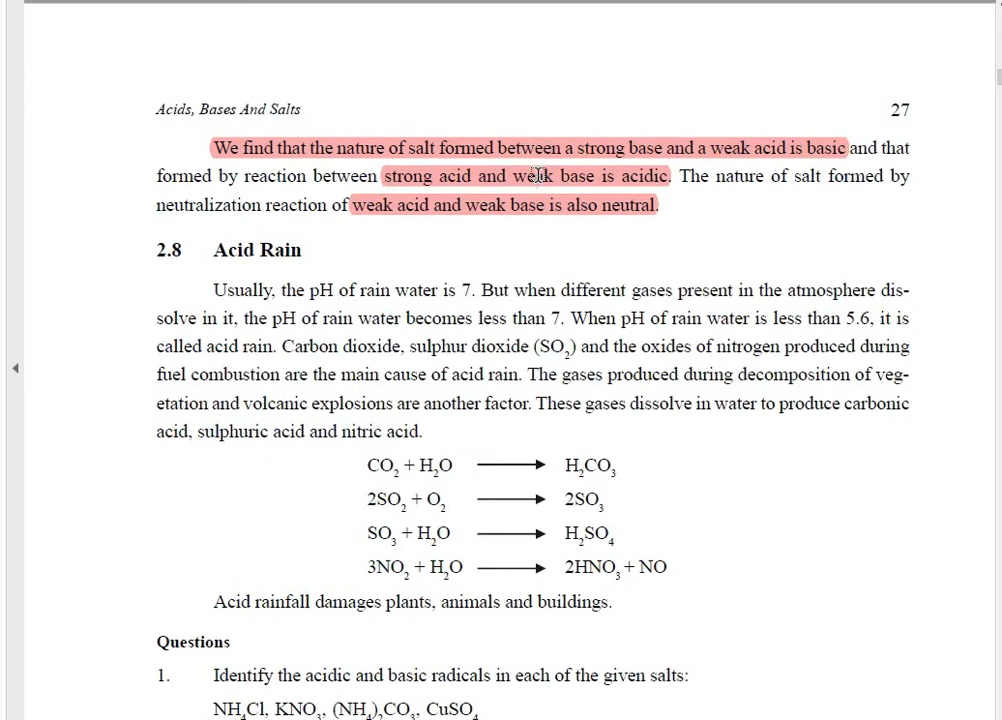 Acids, Bases And Salts 27
We find that the nature of salt formed between a strong base and a weak acid is basic and that
formed by reaction between strong acid and weak base is acidic. The nature of salt formed by
neutralization reaction of weak acid and weak base is also neutral.
2.8 Acid Rain
Usually, the pH of rain water is 7. But when different gases present in the atmosphere dis-
solve in it, the pH of rain water becomes less than 7. When pH of rain water is less than 5.6, it is
called acid rain. Carbon dioxide, sulphur dioxide (SO₂) and the oxides of nitrogen produced during
fuel combustion are the main cause of acid rain. The gases produced during decomposition of veg-
etation and volcanic explosions are another factor. These gases dissolve in water to produce carbonic
acid, sulphuric acid and nitric acid.
CO₂ + H₂O ⟶ H₂CO₃
2SO₂ + O₂ ⟶ 2SO₃
SO₃ + H₂O ⟶ H₂SO₄
3NO₂ + H₂O ⟶ 2HNO₃ + NO
Acid rainfall damages plants, animals and buildings.
Questions
1. Identify the acidic and basic radicals in each of the given salts:
NH₄Cl, KNO₃, (NH₄)₂CO₃, CuSO₄